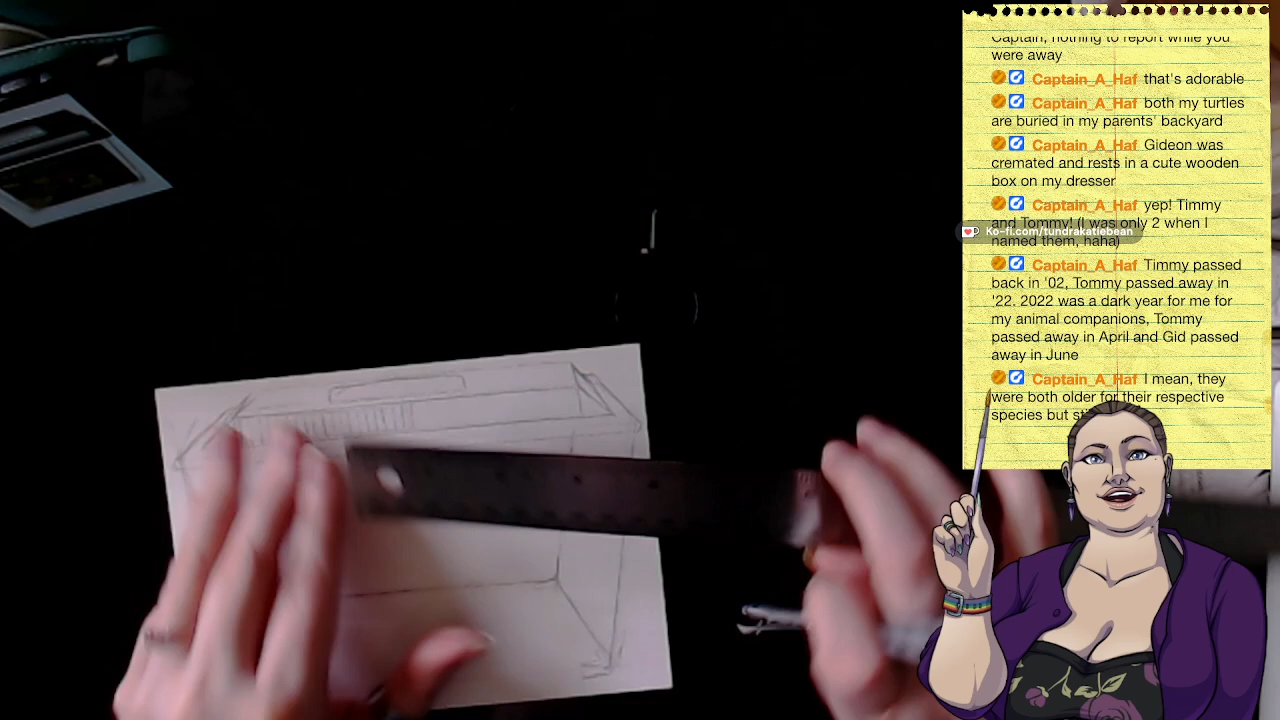 Captain, nothing to report while you
were away
Captain_A_Haf that's adorable
Captain_A_Haf both my turtles
are buried in my parents' backyard
Captain_A_Haf Gideon was
cremated and rests in a cute wooden
box on my dresser
Captain_A_Haf yep! Timmy
and Tommy! (I was only 2 when I
Ko-fi.com/tundrakatiebean
named them, haha)
Captain_A_Haf Timmy passed
back in '02, Tommy passed away in
'22. 2022 was a dark year for me for
my animal companions, Tommy
passed away in April and Gid passed
away in June
Captain_A_Haf I mean, they
were both older for their respective
species but